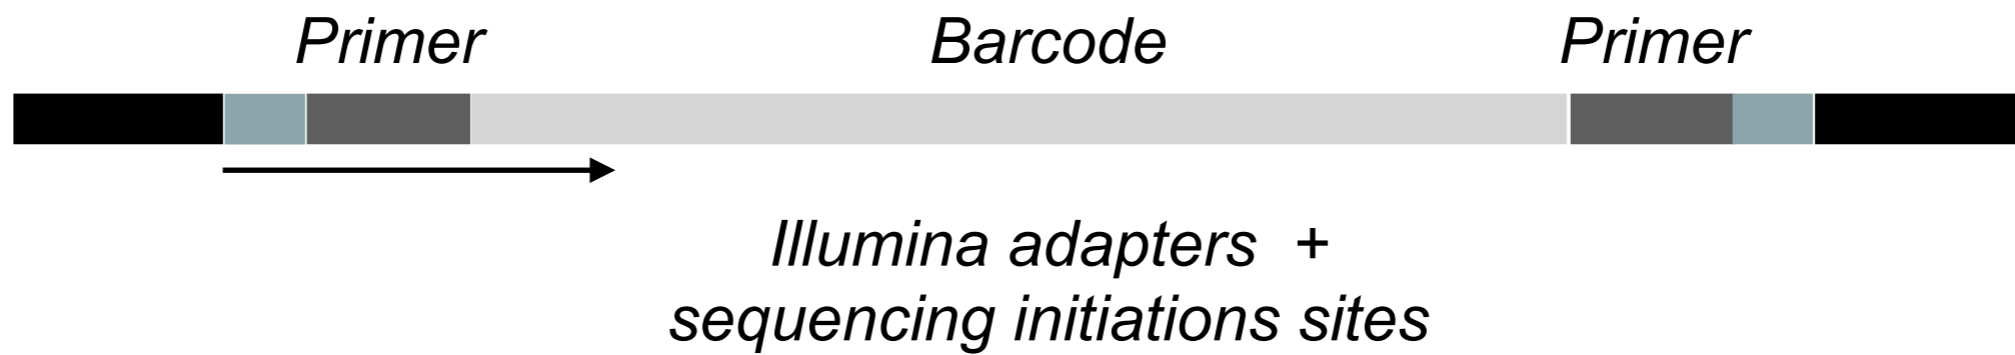 Primer
Barcode
Primer
Illumina adapters +
sequencing initiations sites